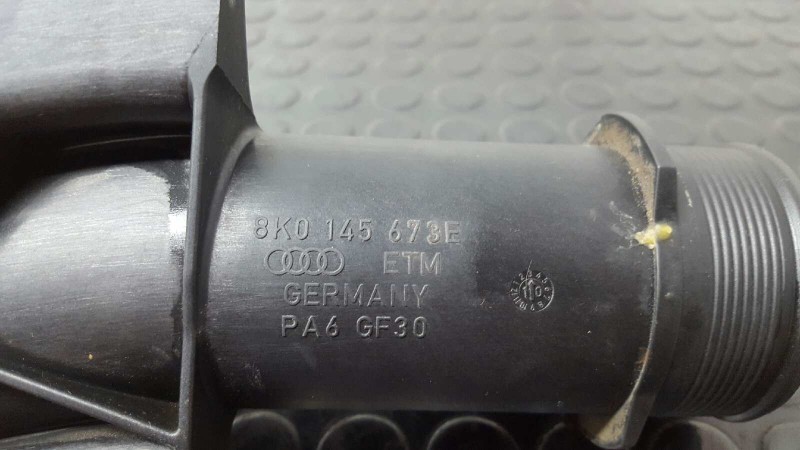 8K0 145 673E
ETM
GERMANY
PA6 GF30